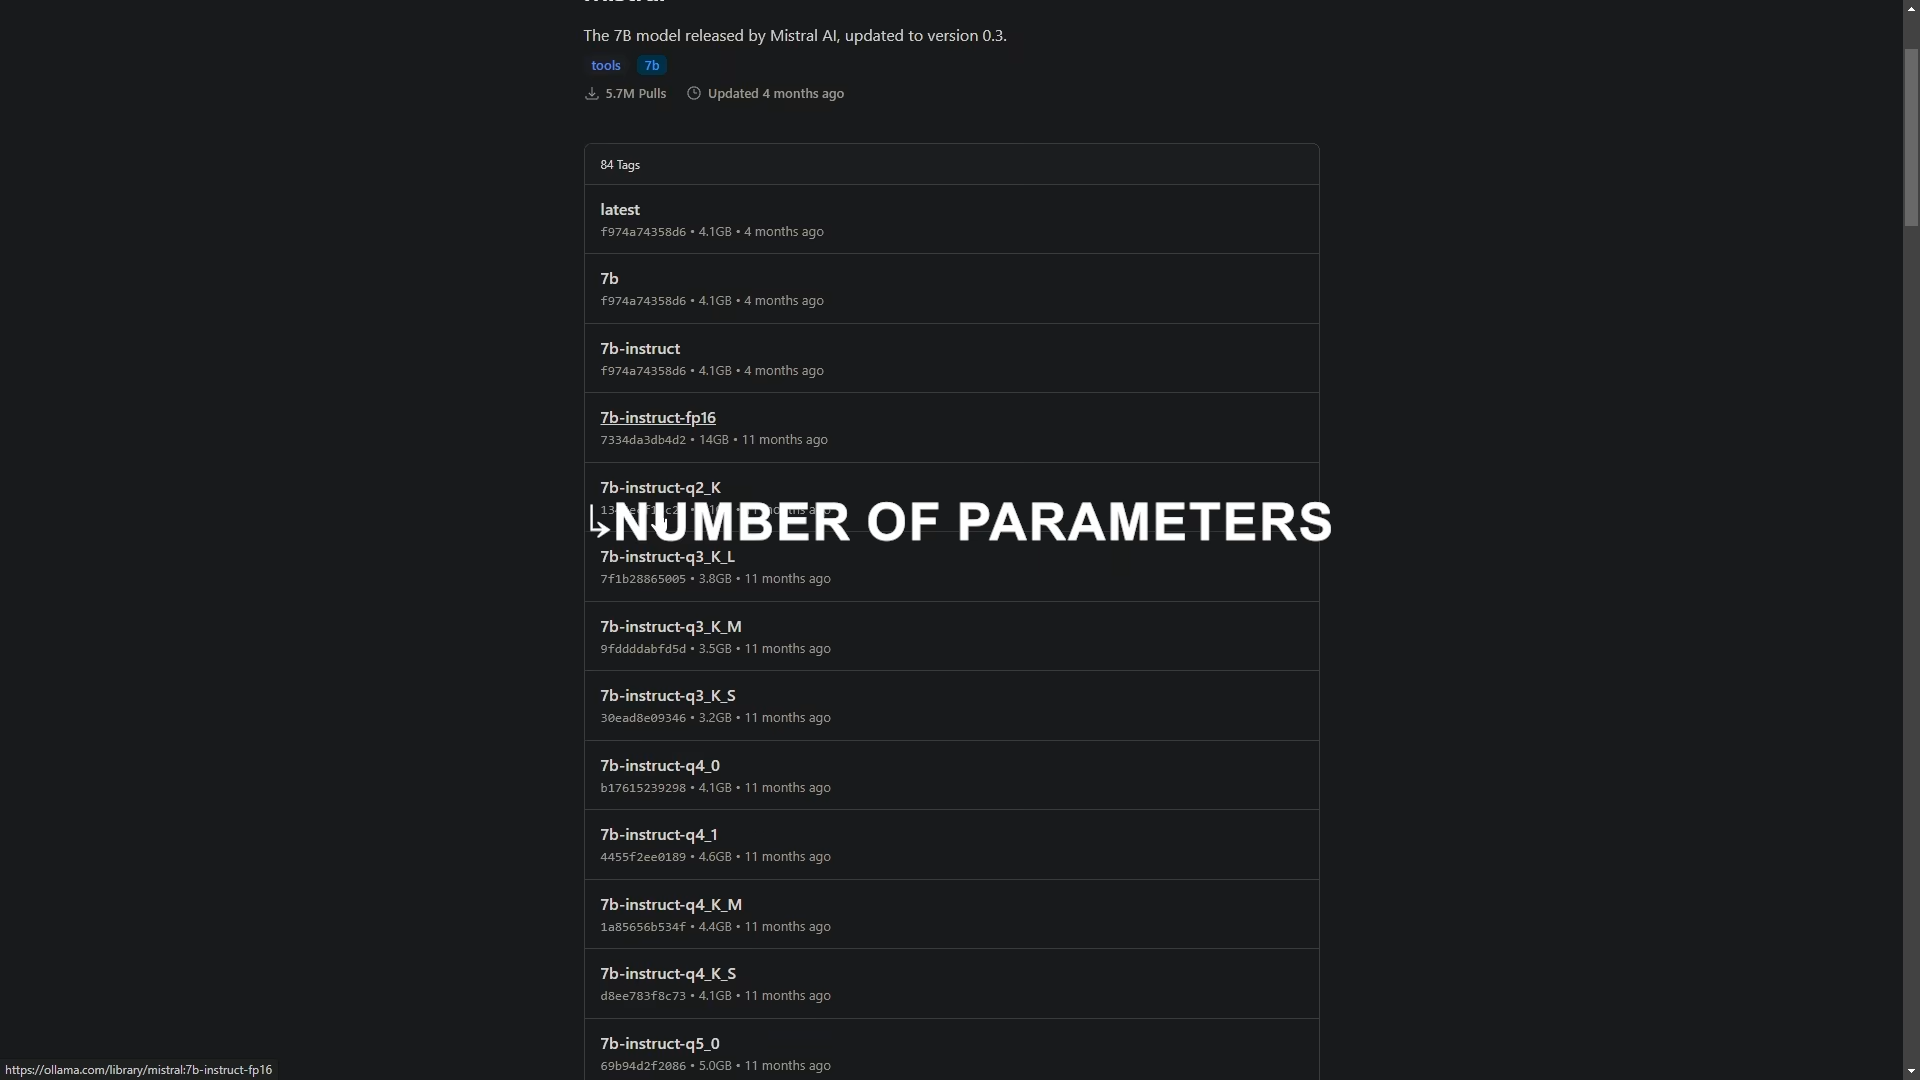 The 7B model released by Mistral AI, updated to version 0.3.
tools 7b
5.7M Pulls Updated 4 months ago
84 Tags
latest
f974a74358d6 • 4.1GB • 4 months ago
7b
f974a74358d6 • 4.1GB • 4 months ago
7b-instruct
f974a74358d6 • 4.1GB • 4 months ago
7b-instruct-fp16
7334da3db4d2 • 14GB • 11 months ago
7b-instruct-q2_K
NUMBER OF PARAMETERS
7b-instruct-q3_K_L
7f1b28865005 • 3.8GB • 11 months ago
7b-instruct-q3_K_M
9fddddabfd5d • 3.5GB • 11 months ago
7b-instruct-q3_K_S
30ead8e09346 • 3.2GB • 11 months ago
7b-instruct-q4_0
b17615239298 • 4.1GB • 11 months ago
7b-instruct-q4_1
4455f2ee0189 • 4.6GB • 11 months ago
7b-instruct-q4_K_M
1a85656b534f • 4.4GB • 11 months ago
7b-instruct-q4_K_S
d8ee783f8c73 • 4.1GB • 11 months ago
7b-instruct-q5_0
69b94d2f2086 • 5.0GB • 11 months ago
https://ollama.com/library/mistral:7b-instruct-fp16